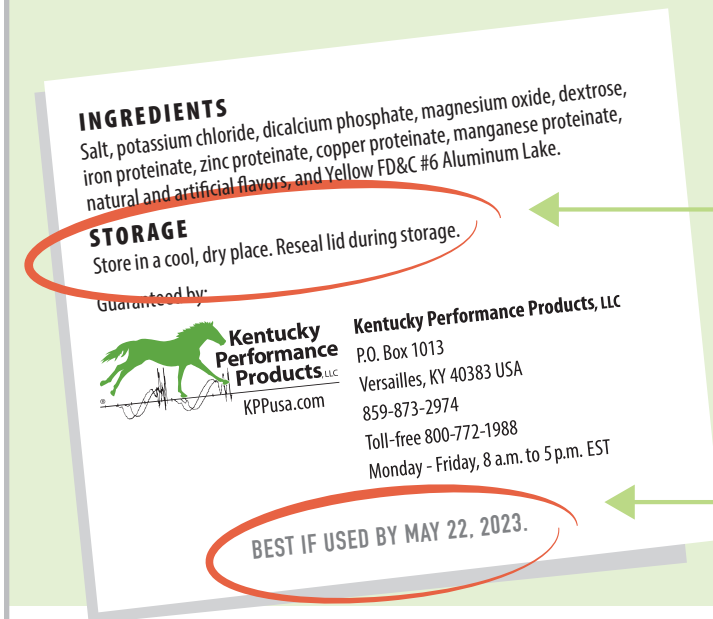 INGREDIENTS
Salt, potassium chloride, dicalcium phosphate, magnesium oxide, dextrose,
iron proteinate, zinc proteinate, copper proteinate, manganese proteinate,
natural and artificial flavors, and Yellow FD&C #6 Aluminum Lake.
STORAGE
Store in a cool, dry place. Reseal lid during storage.
Guaranteed by:
Kentucky
Performance
Products, LLC
®
KPPusa.com
Kentucky Performance Products, LLC
P.O. Box 1013
Versailles, KY 40383 USA
859-873-2974
Toll-free 800-772-1988
Monday - Friday, 8 a.m. to 5 p.m. EST
BEST IF USED BY MAY 22, 2023.